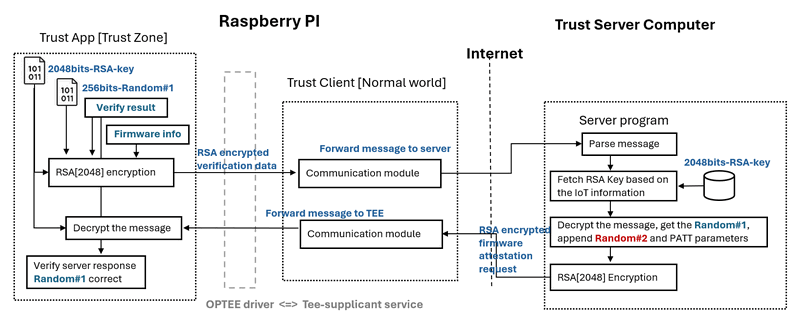 Raspberry PI
Trust Server Computer
Trust App [Trust Zone]
Internet
101
011
2048bits-RSA-key
101
011
256bits-Random#1
Verify result
Firmware info
RSA[2048] encryption
Decrypt the message
Verify server response
Random#1 correct
RSA encrypted
verification data
Trust Client [Normal world]
Forward message to server
Communication module
Forward message to TEE
Communication module
OPTEE driver <=> Tee-supplicant service
RSA encrypted
firmware
attestation
request
Server program
Parse message
2048bits-RSA-key
Fetch RSA Key based on
the IoT information
Decrypt the message, get the Random#1,
append Random#2 and PATT parameters
RSA[2048] Encryption